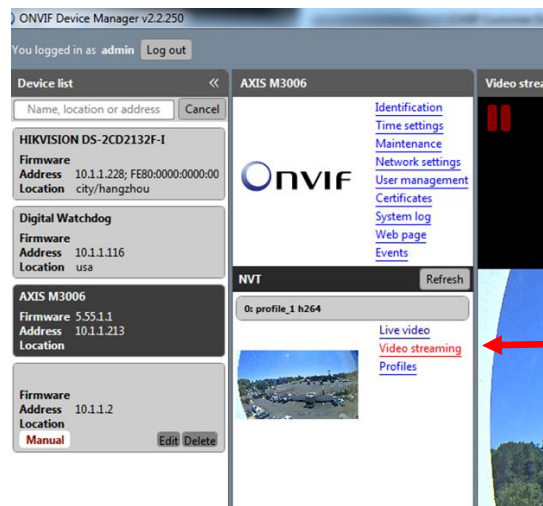 ONVIF Device Manager v2.2.250
You logged in as admin Log out
Device list «
Name, location or address Cancel
HIKVISION DS-2CD2132F-I
Firmware
Address 10.1.1.228; FE80:0000:0000:00
Location city/hangzhou
Digital Watchdog
Firmware
Address 10.1.1.116
Location usa
AXIS M3006
Firmware 5.55.1.1
Address 10.1.1.213
Location
Firmware
Address 10.1.1.2
Location
Manual Edit Delete
AXIS M3006
ONVIF
Identification
Time settings
Maintenance
Network settings
User management
Certificates
System log
Web page
Events
NVT Refresh
0: profile_1 h264
Live video
Video streaming
Profiles
Video strea